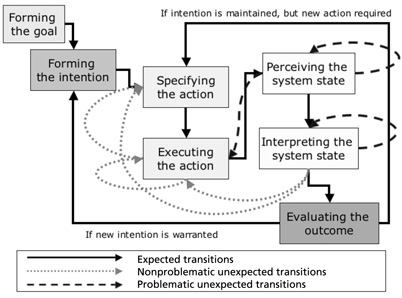 If intention is maintained, but new action required
Forming
the goal
Forming
the intention
Specifying
the action
Perceiving the
system state
Executing
the action
Interpreting the
system state
Evaluating the
outcome
If new intention is warranted
Expected transitions
Nonproblematic unexpected transitions
Problematic unexpected transitions